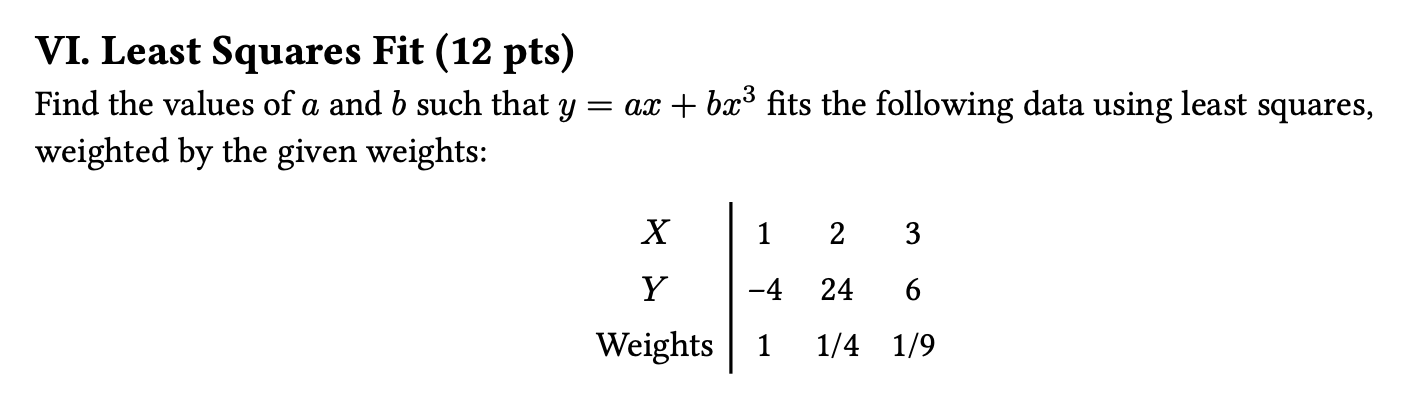 VI. Least Squares Fit (12 pts)
Find the values of a and b such that y = ax + bx³ fits the following data using least squares,
weighted by the given weights:
X 1 2 3
Y −4 24 6
Weights 1 1/4 1/9